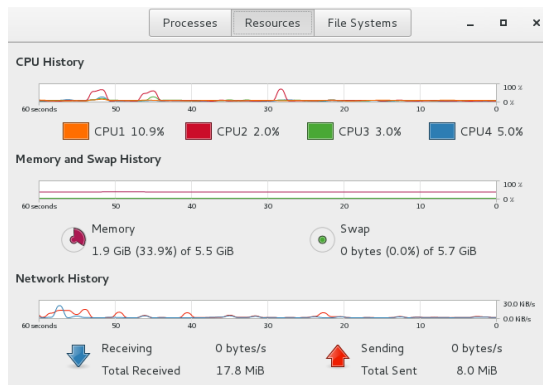 Processes Resources File Systems
CPU History
100 %
0 %
60 seconds 50 40 30 20 10 0
CPU1 10.9% CPU2 2.0% CPU3 3.0% CPU4 5.0%
Memory and Swap History
100 %
0 %
60 seconds 50 40 30 20 10 0
Memory Swap
1.9 GiB (33.9%) of 5.5 GiB 0 bytes (0.0%) of 5.7 GiB
Network History
30.0 KiB/s
0.0 KiB/s
60 seconds 50 40 30 20 10 0
Receiving 0 bytes/s Sending 0 bytes/s
Total Received 17.8 MiB Total Sent 8.0 MiB